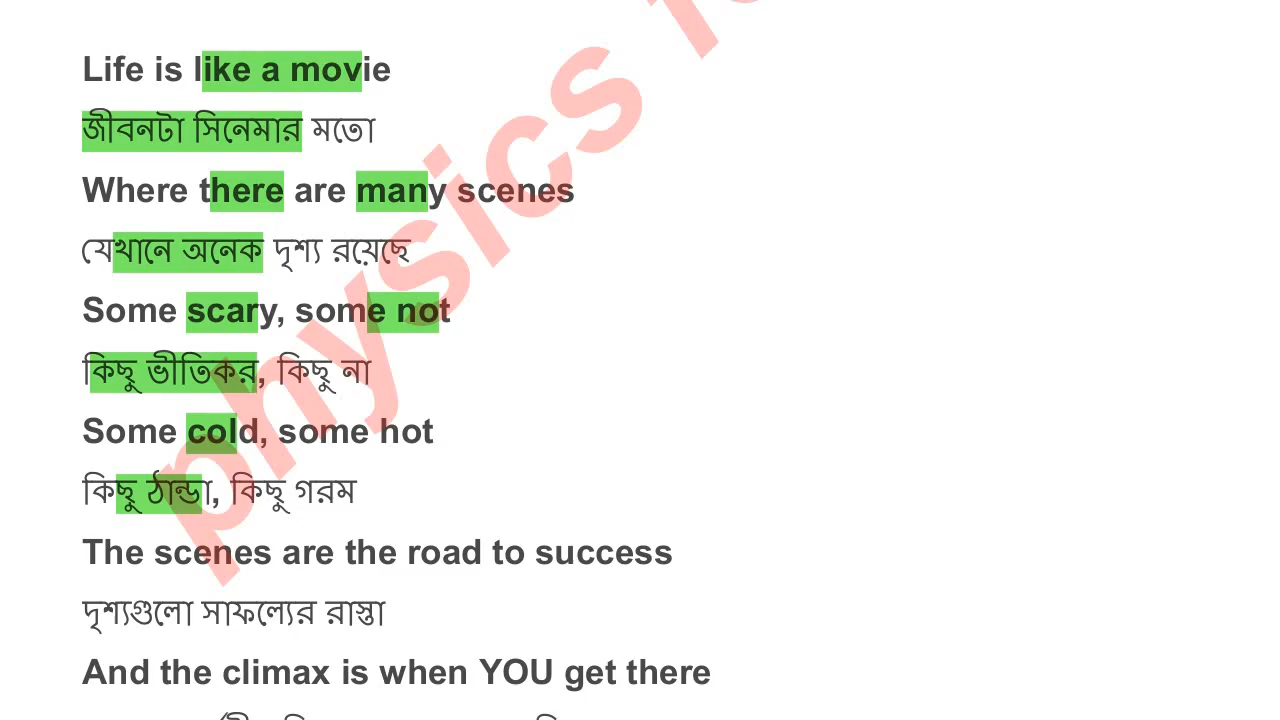 Life is like a movie
জীবনটা সিনেমার মতো
Where there are many scenes
যেখানে অনেক দৃশ্য রয়েছে
Some scary, some not
কিছু ভীতিকর, কিছু না
Some cold, some hot
কিছু ঠান্ডা, কিছু গরম
The scenes are the road to success
দৃশ্যগুলো সাফল্যের রাস্তা
And the climax is when YOU get there
physics